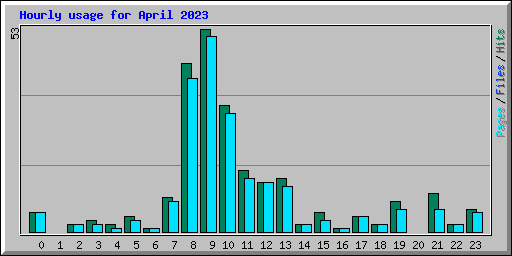 Hourly usage for April 2023
53
Pages/Files/Hits
0 1 2 3 4 5 6 7 8 9 10 11 12 13 14 15 16 17 18 19 20 21 22 23